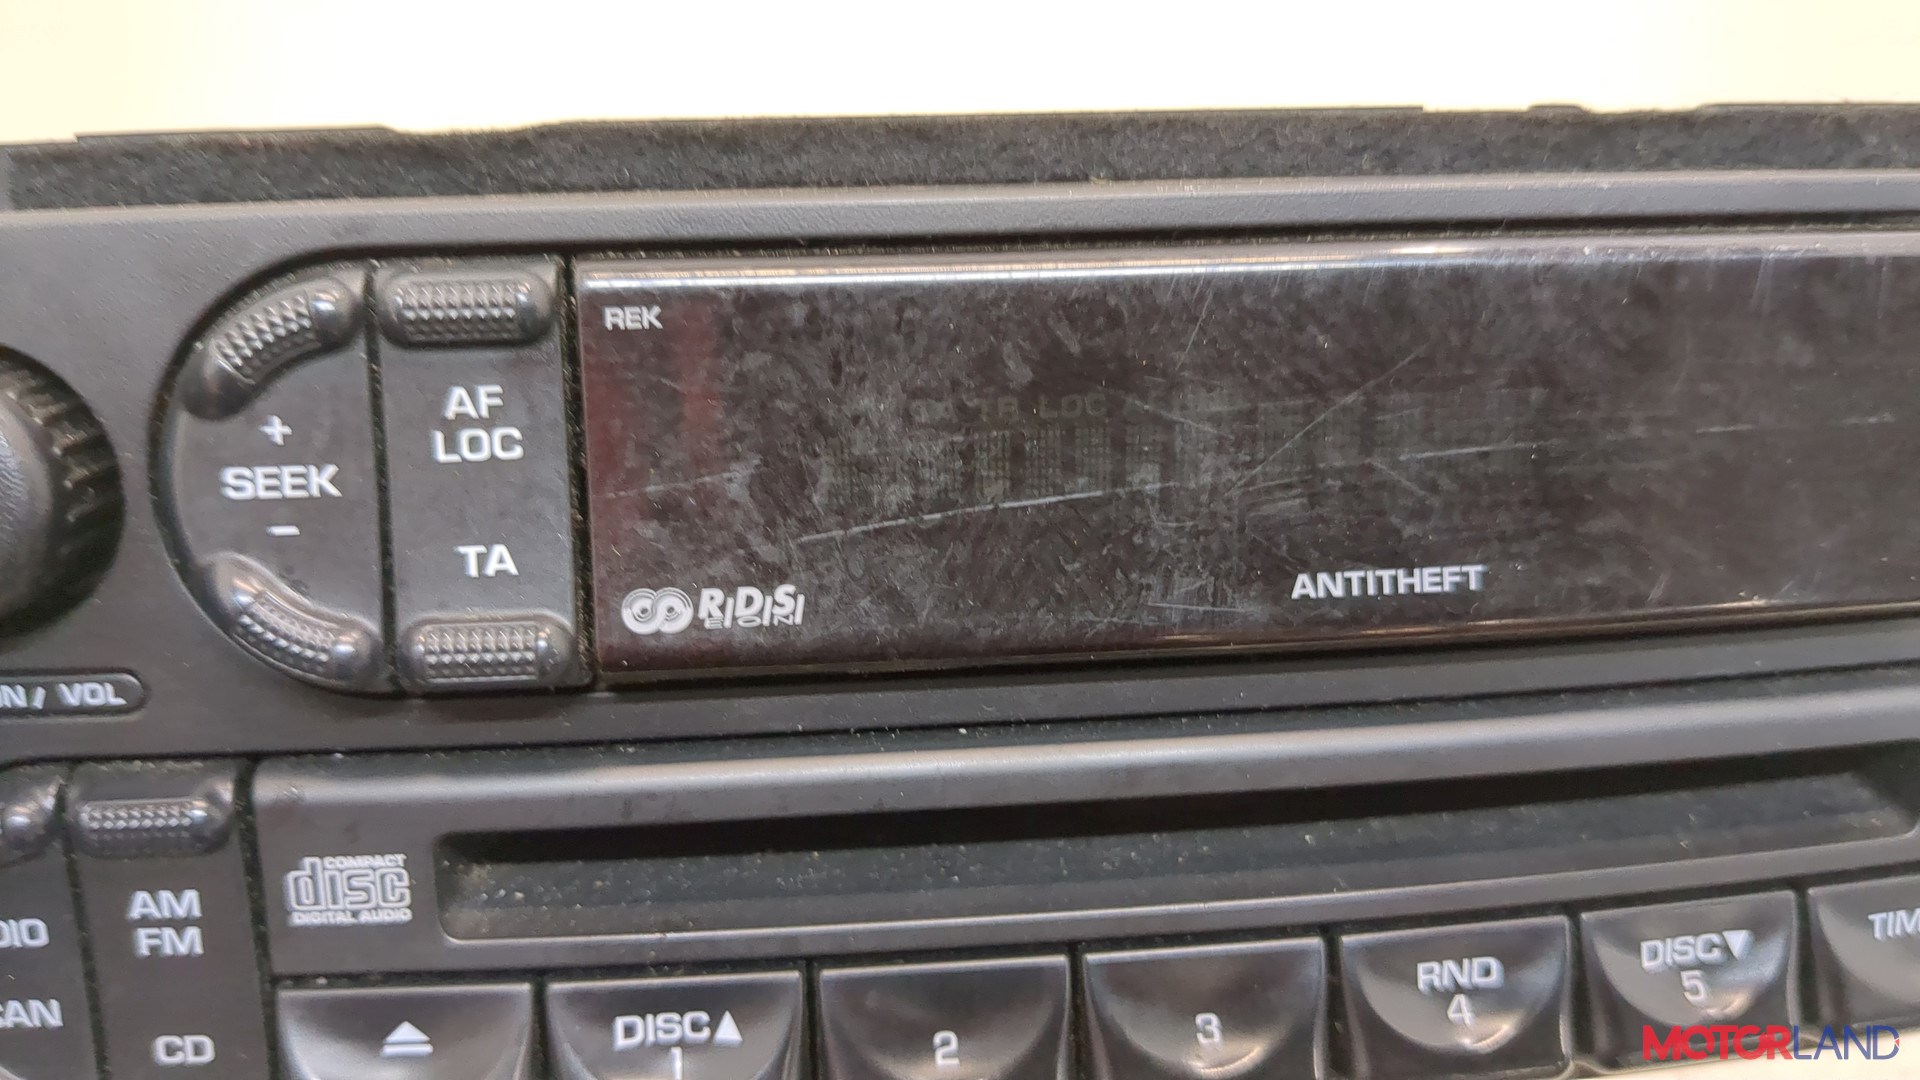 REK
AF
LOC
+
SEEK
-
TA
R.D.S
EON
ANTITHEFT
VOL
COMPACT
disc
DIGITAL AUDIO
AM
FM
CD
DISC▲
1
2
3
RND
4
DISC▼
5
MOTORLAND